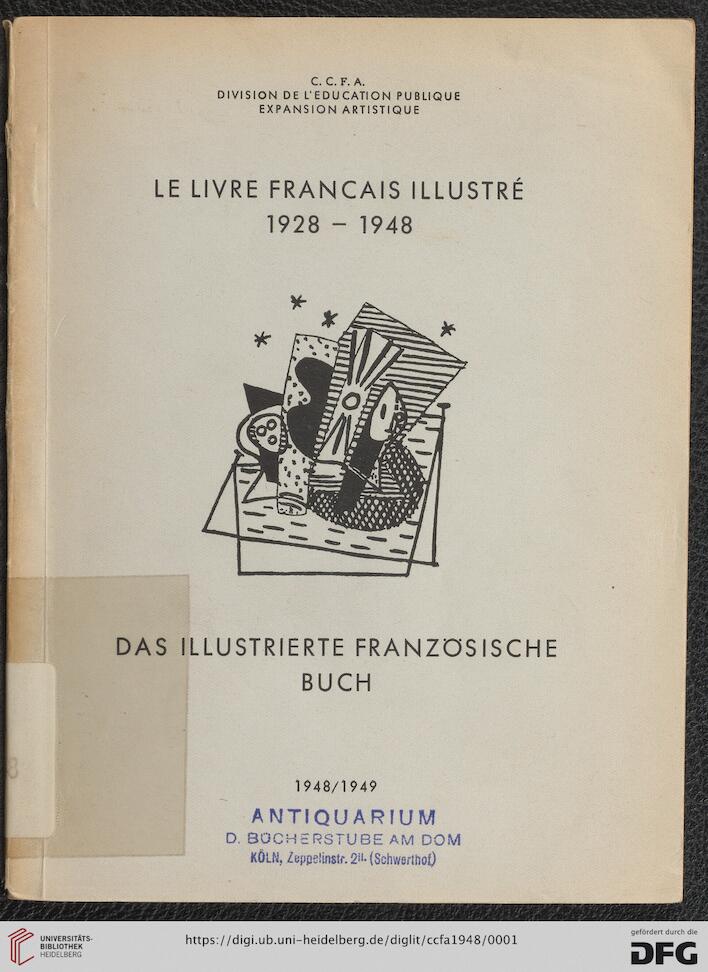 C. C. F. A.
DIVISION DE L'EDUCATION PUBLIQUE
EXPANSION ARTISTIQUE
LE LIVRE FRANCAIS ILLUSTRÉ
1928 – 1948
DAS ILLUSTRIERTE FRANZÖSISCHE
BUCH
1948/1949
ANTIQUARIUM
D. BÜCHERSTUBE AM DOM
KÖLN, Zeppelinstr. 2II. (Schwerthof)
UNIVERSITÄTS-
BIBLIOTHEK
HEIDELBERG
https://digi.ub.uni-heidelberg.de/diglit/ccfa1948/0001
gefördert durch die
DFG